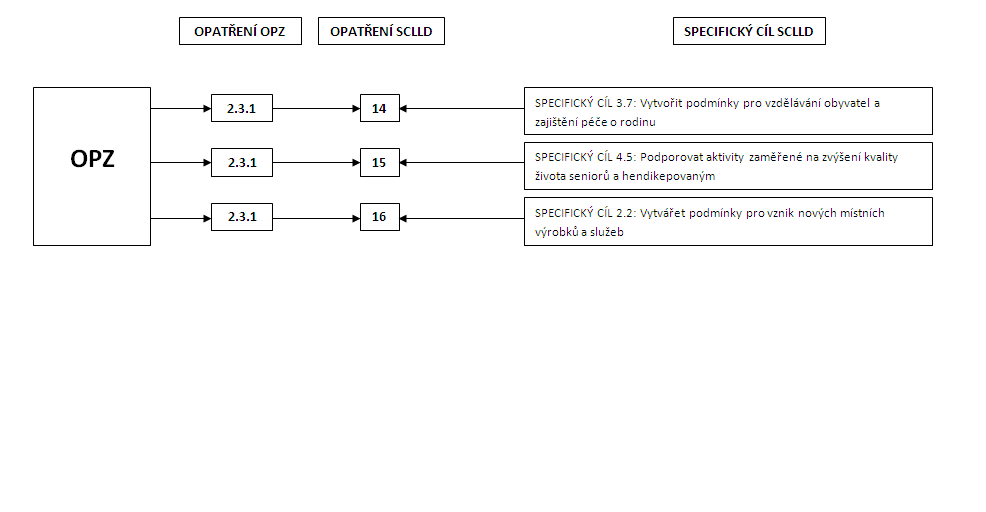 OPATŘENÍ OPZ
OPATŘENÍ SCLLD
SPECIFICKÝ CÍL SCLLD
OPZ
2.3.1
14
SPECIFICKÝ CÍL 3.7: Vytvořit podmínky pro vzdělávání obyvatel a
zajištění péče o rodinu
2.3.1
15
SPECIFICKÝ CÍL 4.5: Podporovat aktivity zaměřené na zvýšení kvality
života seniorů a hendikepovaným
2.3.1
16
SPECIFICKÝ CÍL 2.2: Vytvářet podmínky pro vznik nových místních
výrobků a služeb